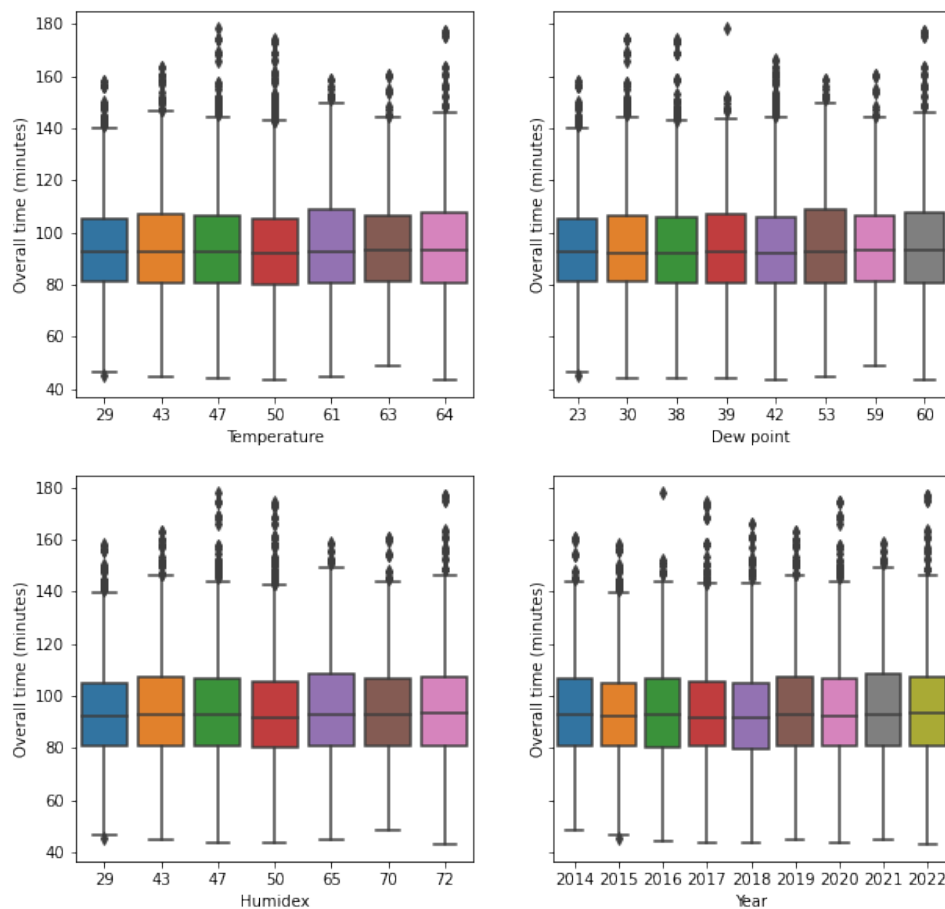 180
160
140
120
100
80
60
40
Overall time (minutes)
29 43 47 50 61 63 64
Temperature
Overall time (minutes)
23 30 38 39 42 53 59 60
Dew point
180
160
140
120
100
80
60
40
Overall time (minutes)
29 43 47 50 65 70 72
Humidex
Overall time (minutes)
2014 2015 2016 2017 2018 2019 2020 2021 2022
Year